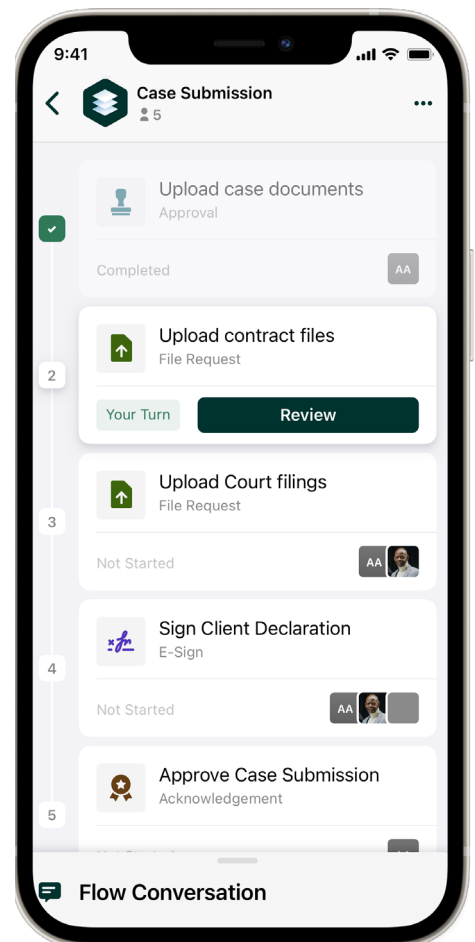 9:41
Case Submission
5
Upload case documents
Approval
Completed
AA
2
Upload contract files
File Request
Your Turn
Review
3
Upload Court filings
File Request
Not Started
AA
4
Sign Client Declaration
E-Sign
Not Started
AA
5
Approve Case Submission
Acknowledgement
Flow Conversation